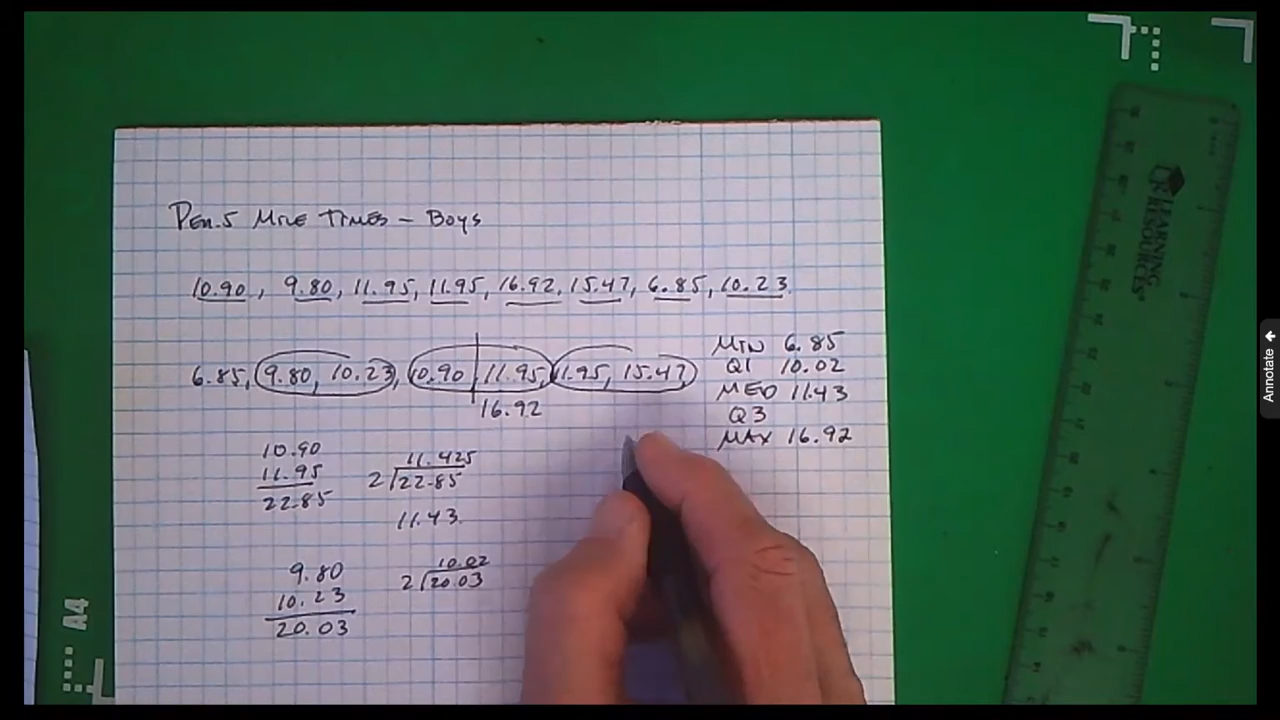 Per. 5 Mile Times - Boys
10.90, 9.80, 11.95, 11.95, 16.92, 15.47, 6.85, 10.23
6.85, 9.80, 10.23, 10.90 11.95, 11.95, 15.47,
16.92
MIN 6.85
Q1 10.02
MED 11.43
Q3
MAX 16.92
10.90
11.95
22.85
11.425
2 22.85
11.43
9.80
10.23
20.03
10.02
2 20.03
A4
LEARNING
RESOURCES®
Annotate